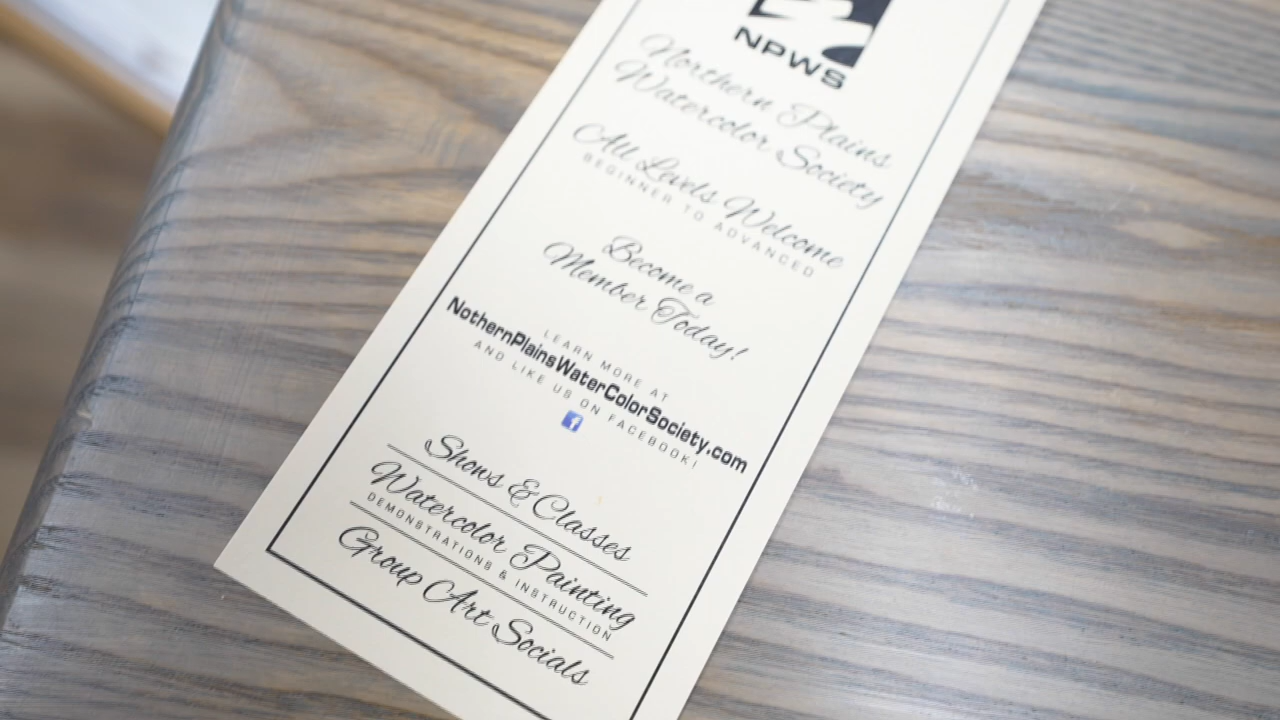 NPWS
Northern Plains
Watercolor Society
All Levels Welcome
BEGINNER TO ADVANCED
Become a
Member Today!
LEARN MORE AT
NothernPlainsWaterColorSociety.com
AND LIKE US ON FACEBOOK!
f
Shows & Classes
Watercolor Painting
DEMONSTRATIONS & INSTRUCTION
Group Art Socials